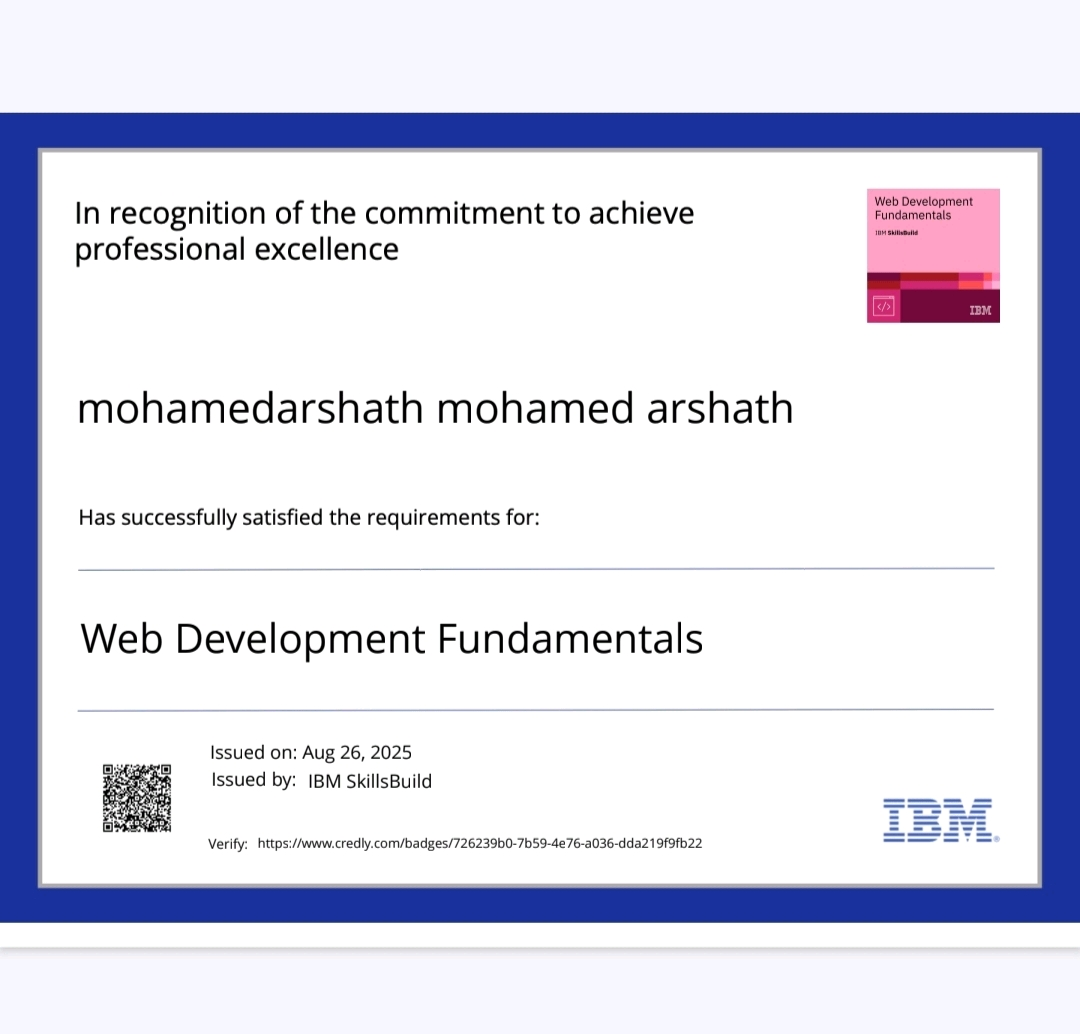 In recognition of the commitment to achieve
professional excellence
Web Development
Fundamentals
IBM SkillsBuild
</>
IBM
mohamedarshath mohamed arshath
Has successfully satisfied the requirements for:
Web Development Fundamentals
Issued on: Aug 26, 2025
Issued by: IBM SkillsBuild
Verify: https://www.credly.com/badges/726239b0-7b59-4e76-a036-dda219f9fb22
IBM®